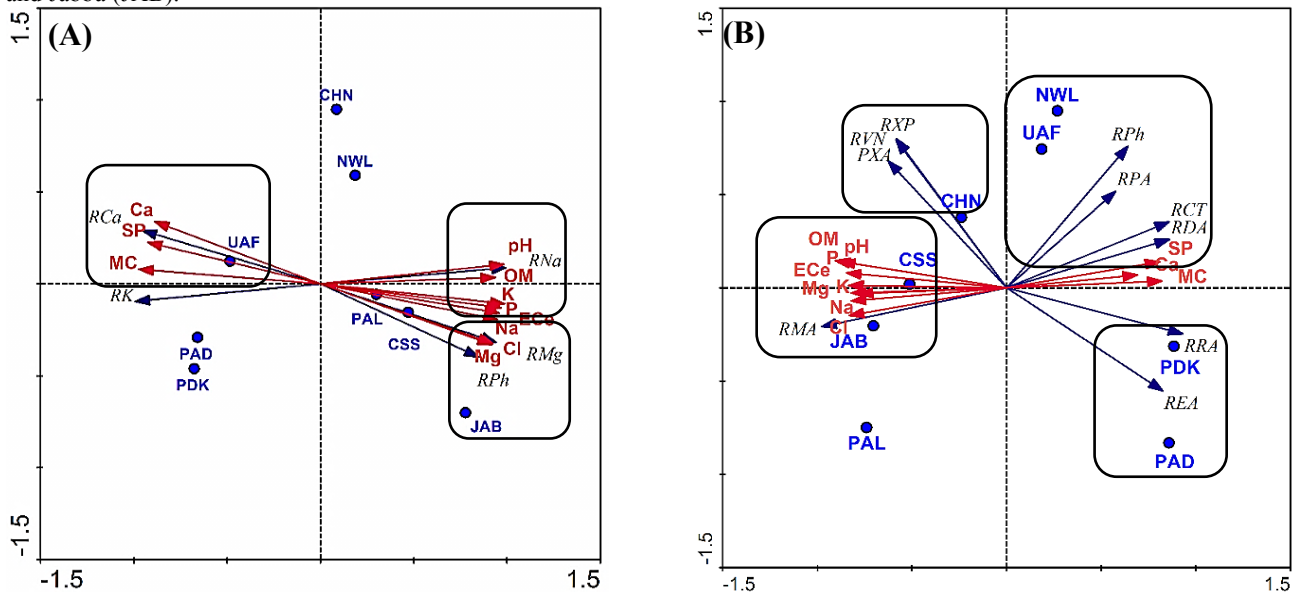 and Jabba (JAB).
1.5
(A)
CHN
NWL
Ca
RCa
SP
UAF
MC
RK
pH
RNa
OM
K
P
ECe
Na
PAL
CSS
Cl
RMg
Mg
RPh
PAD
PDK
JAB
-1.5
-1.5
1.5
1.5
(B)
NWL
RXP
UAF
RPh
RVN
PXA
RPA
CHN
RCT
RDA
OM
pH
SP
P
CSS
Ca
ECe
MC
Mg
K
Na
RMA
Cl
JAB
RRA
PDK
REA
PAL
PAD
-1.5
-1.5
1.5